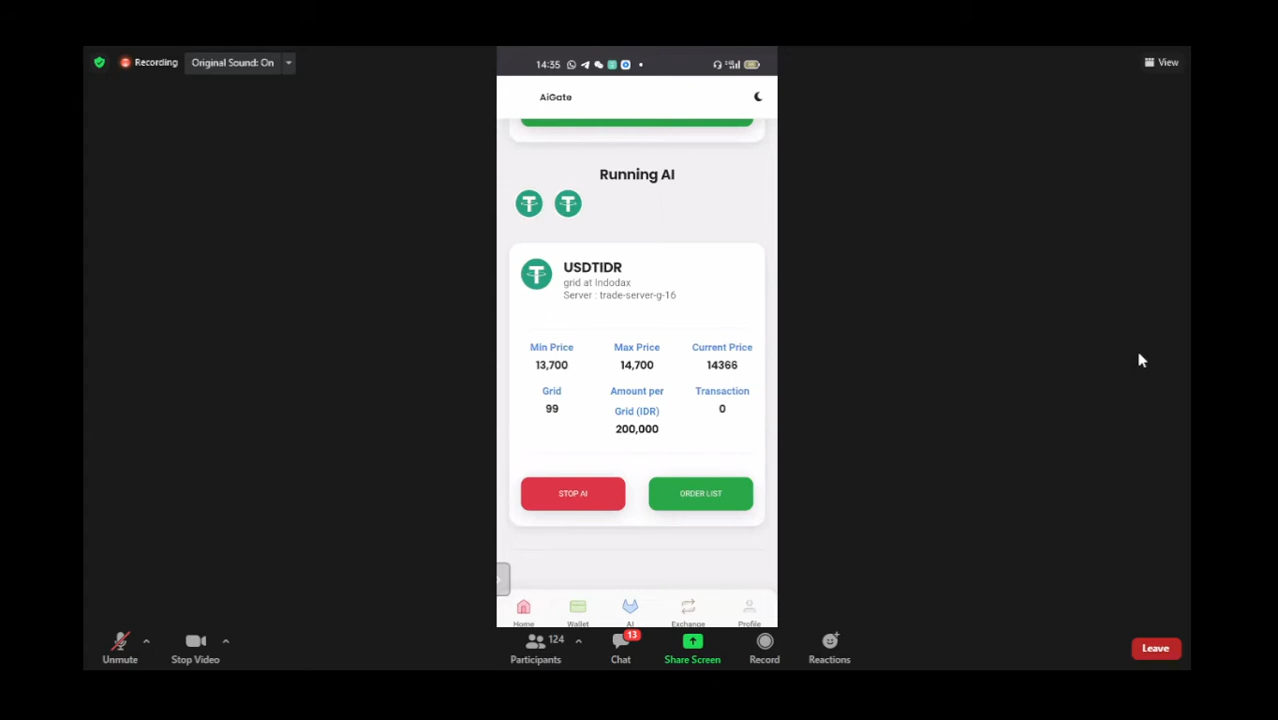 Recording
Original Sound: On
14:35
View
AiGate
Running AI
USDTIDR
grid at Indodax
Server : trade-server-g-16
Min Price
Max Price
Current Price
13,700
14,700
14366
Grid
Amount per
Grid (IDR)
Transaction
99
200,000
0
STOP AI
ORDER LIST
Home
Wallet
AI
Exchange
Profile
124
13
Unmute
Stop Video
Participants
Chat
Share Screen
Record
Reactions
Leave